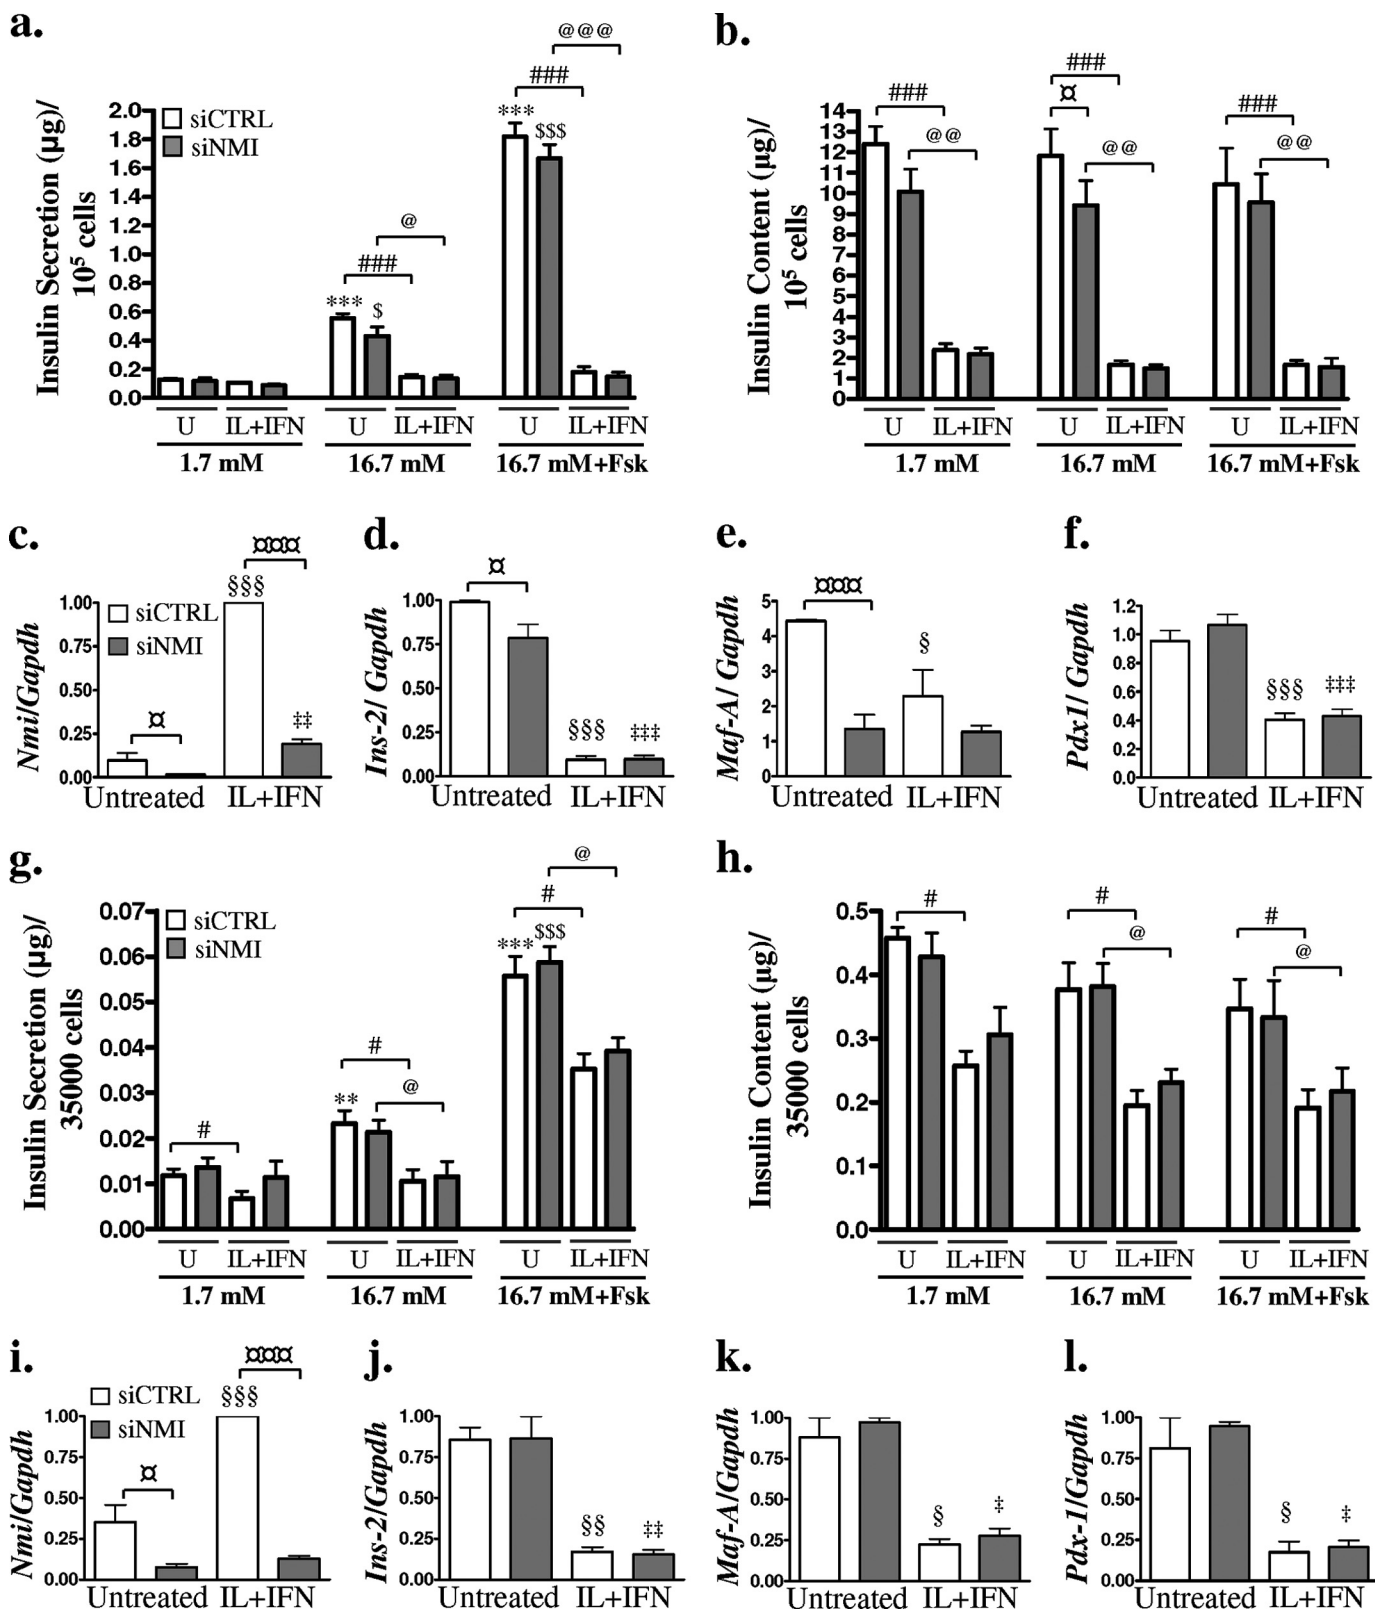 a.
@@@
###
2.0
siCTRL
***
1.8
siNMI
$$$
1.6
1.4
1.2
1.0
@
0.8
###
0.6
***
$
0.4
0.2
0.0
Insulin Secretion (µg)/
10⁵ cells
U IL+IFN U IL+IFN U IL+IFN
1.7 mM 16.7 mM 16.7 mM+Fsk
b.
###
### ¤ ###
@@ @@ @@
14
13
12
11
10
9
8
7
6
5
4
3
2
1
0
Insulin Content (µg)/
10⁵ cells
U IL+IFN U IL+IFN U IL+IFN
1.7 mM 16.7 mM 16.7 mM+Fsk
c.
¤¤¤
§§§
1.00
siCTRL
0.75
siNMI
0.50
¤
‡‡
0.25
0.00
Nmi/Gapdh
Untreated IL+IFN
d.
¤
1.00
0.75
0.50
0.25
0.00
§§§ ‡‡‡
Ins-2/ Gapdh
Untreated IL+IFN
e.
¤¤¤
§
5
4
3
2
1
0
Maf-A/ Gapdh
Untreated IL+IFN
f.
1.2
1.0
0.8
0.6
0.4
0.2
0.0
§§§ ‡‡‡
Pdx1/ Gapdh
Untreated IL+IFN
g.
@
#
0.07
siCTRL
*** $$$
0.06
siNMI
0.05
0.04
#
0.03
** @
0.02
#
0.01
0.00
Insulin Secretion (µg)/
35000 cells
U IL+IFN U IL+IFN U IL+IFN
1.7 mM 16.7 mM 16.7 mM+Fsk
h.
# # #
@ @
0.5
0.4
0.3
0.2
0.1
0.0
Insulin Content (µg)/
35000 cells
U IL+IFN U IL+IFN U IL+IFN
1.7 mM 16.7 mM 16.7 mM+Fsk
i.
¤¤¤
siCTRL
§§§
1.00
siNMI
0.75
¤
0.50
0.25
0.00
Nmi/Gapdh
Untreated IL+IFN
j.
1.00
0.75
0.50
0.25
0.00
§§ ‡‡
Ins-2/Gapdh
Untreated IL+IFN
k.
1.00
0.75
0.50
0.25
0.00
§ ‡
Maf-A/Gapdh
Untreated IL+IFN
l.
1.00
0.75
0.50
0.25
0.00
§ ‡
Pdx-1/Gapdh
Untreated IL+IFN